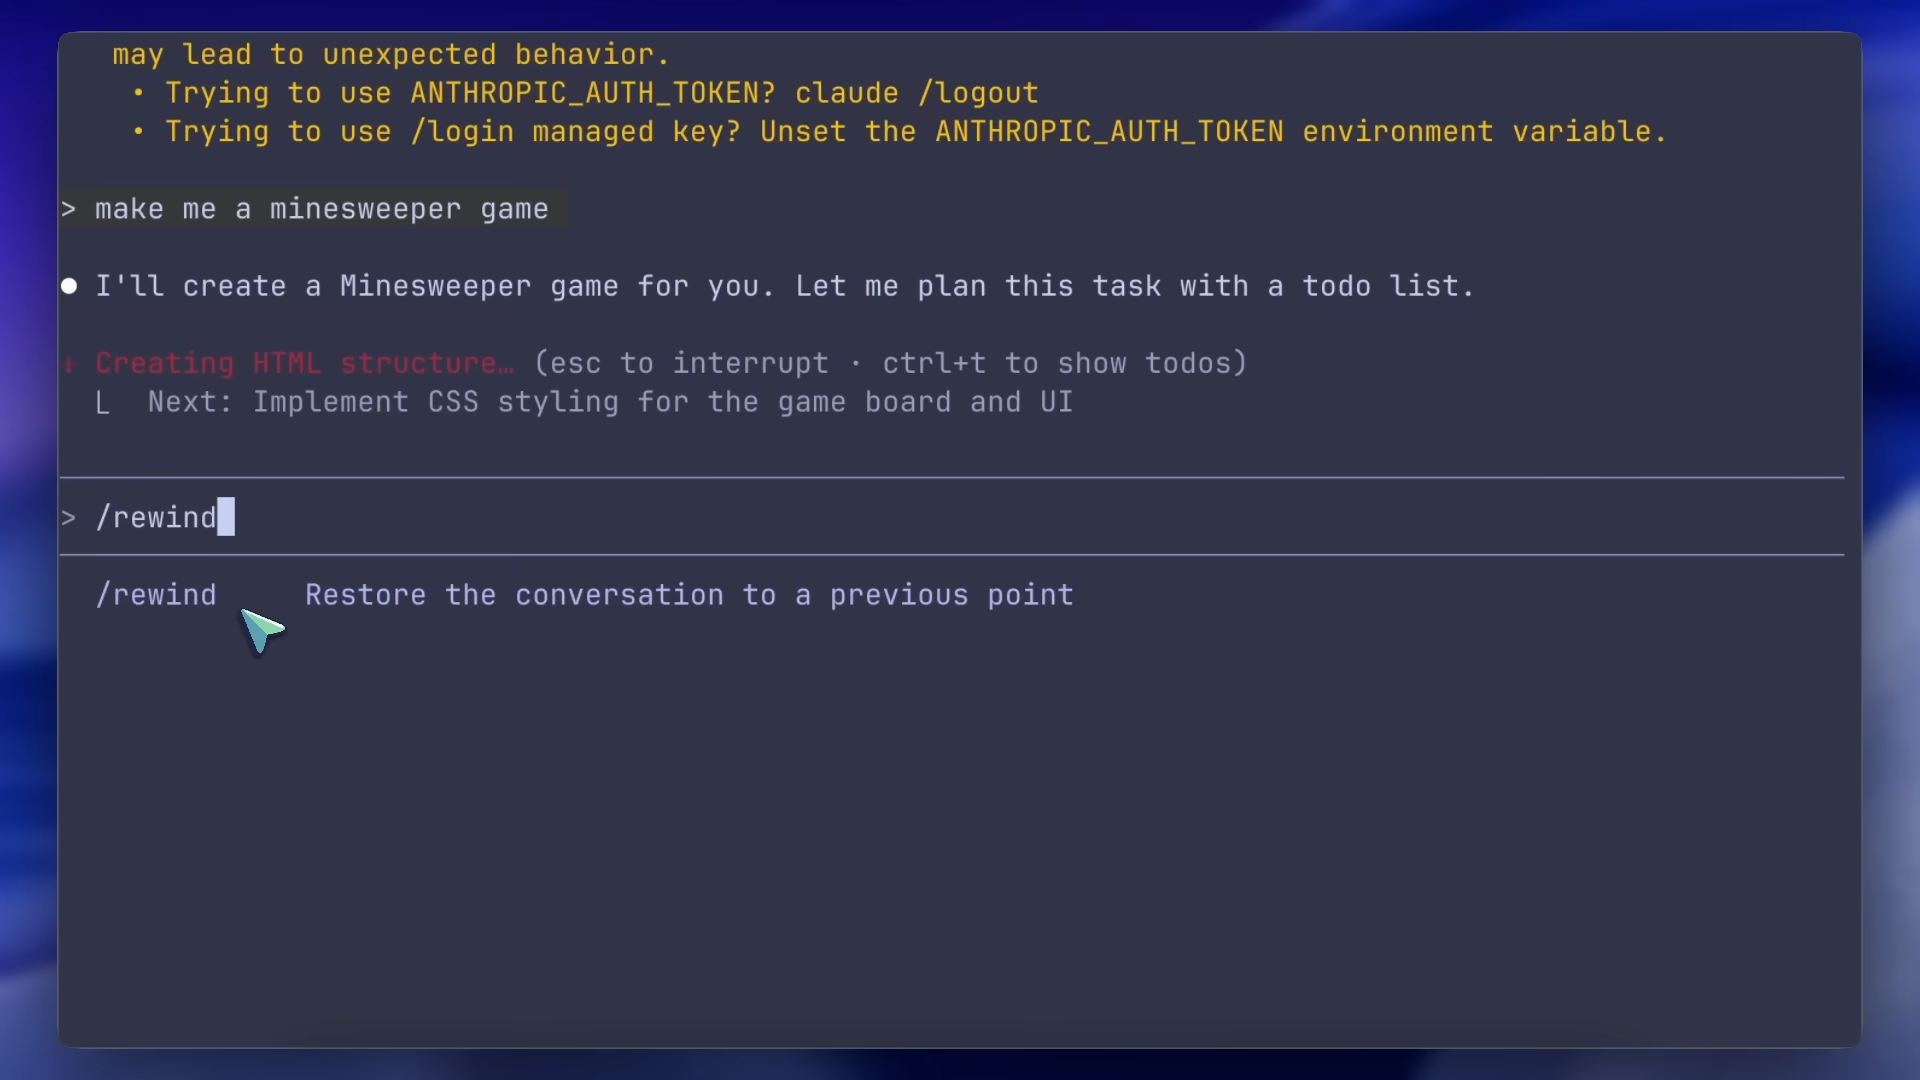 may lead to unexpected behavior.
• Trying to use ANTHROPIC_AUTH_TOKEN? claude /logout
• Trying to use /login managed key? Unset the ANTHROPIC_AUTH_TOKEN environment variable.
> make me a minesweeper game
● I'll create a Minesweeper game for you. Let me plan this task with a todo list.
Creating HTML structure… (esc to interrupt · ctrl+t to show todos)
⎿ Next: Implement CSS styling for the game board and UI
> /rewind
/rewind Restore the conversation to a previous point